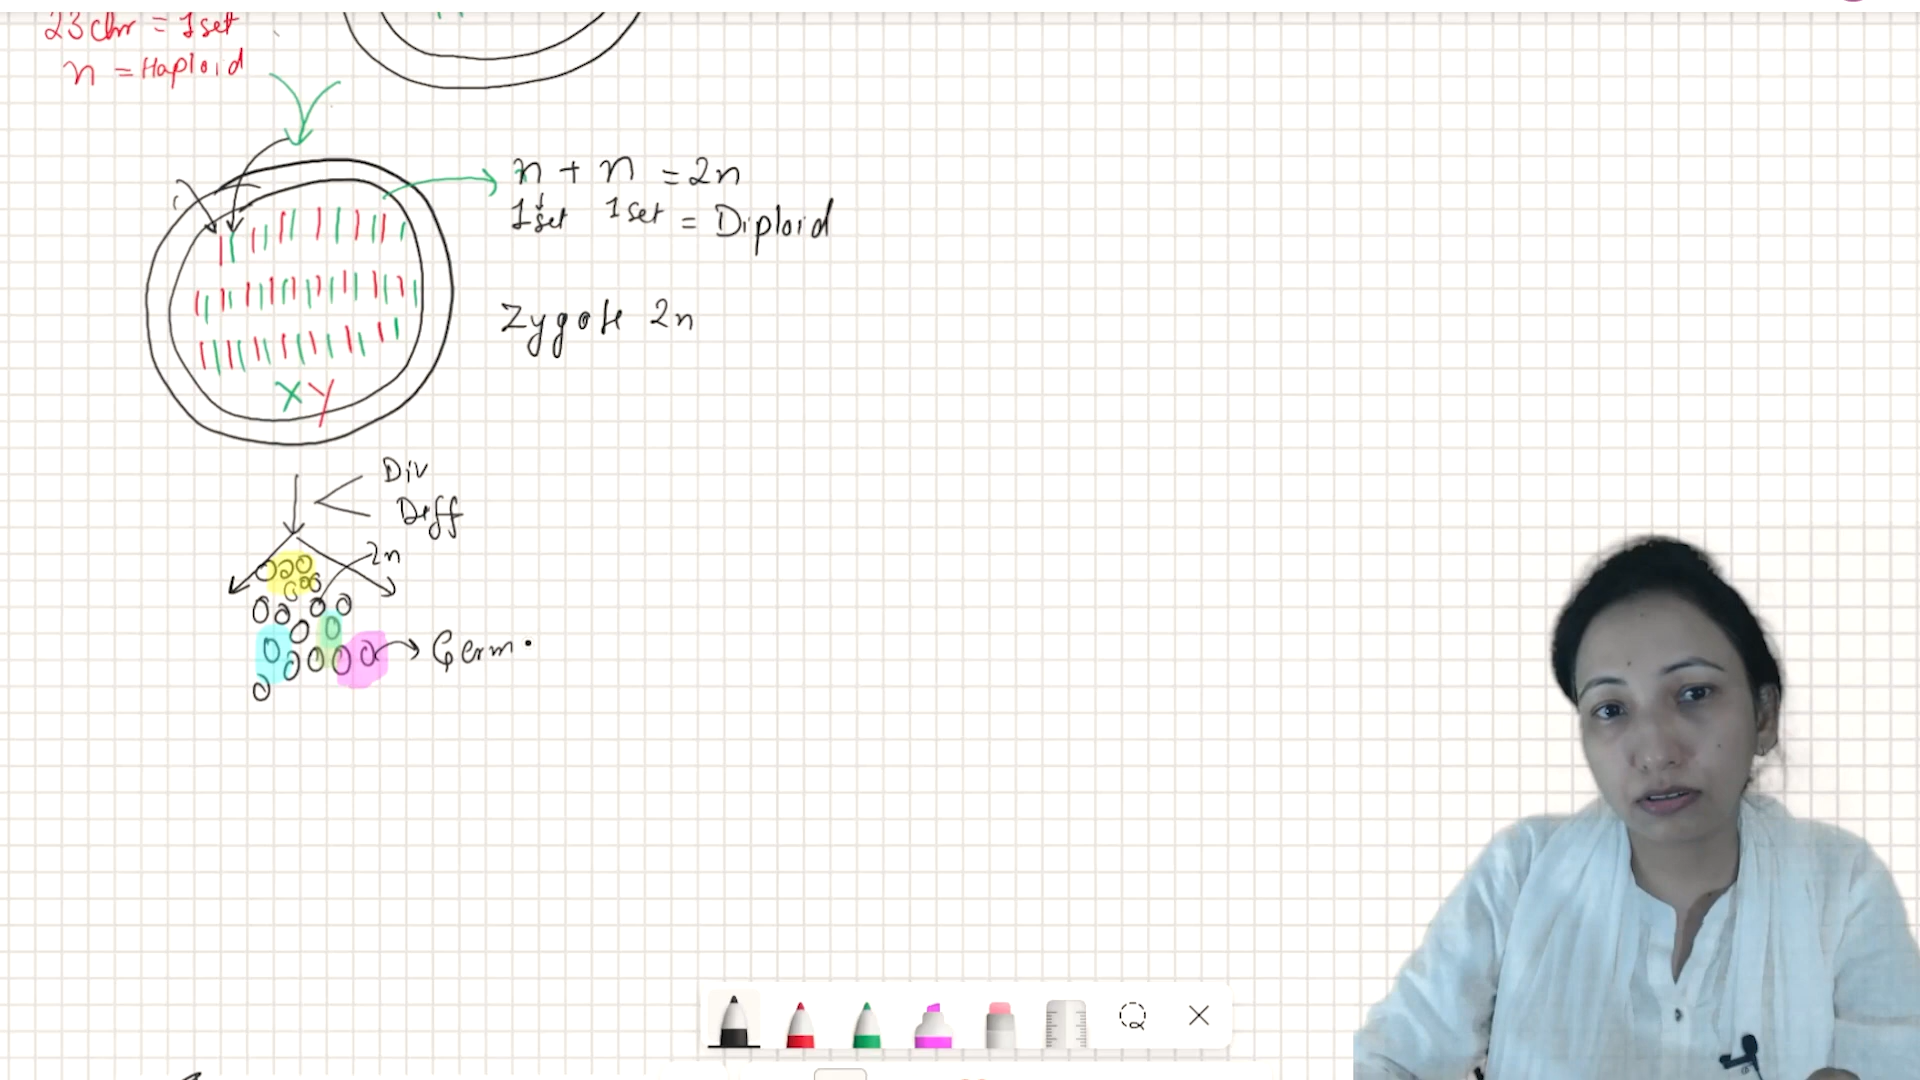 23 Chr = 1 set
n = Haploid
n + n = 2n
1 set 1 set = Diploid
Zygote 2n
XY
Div
Diff
2n
Germ.